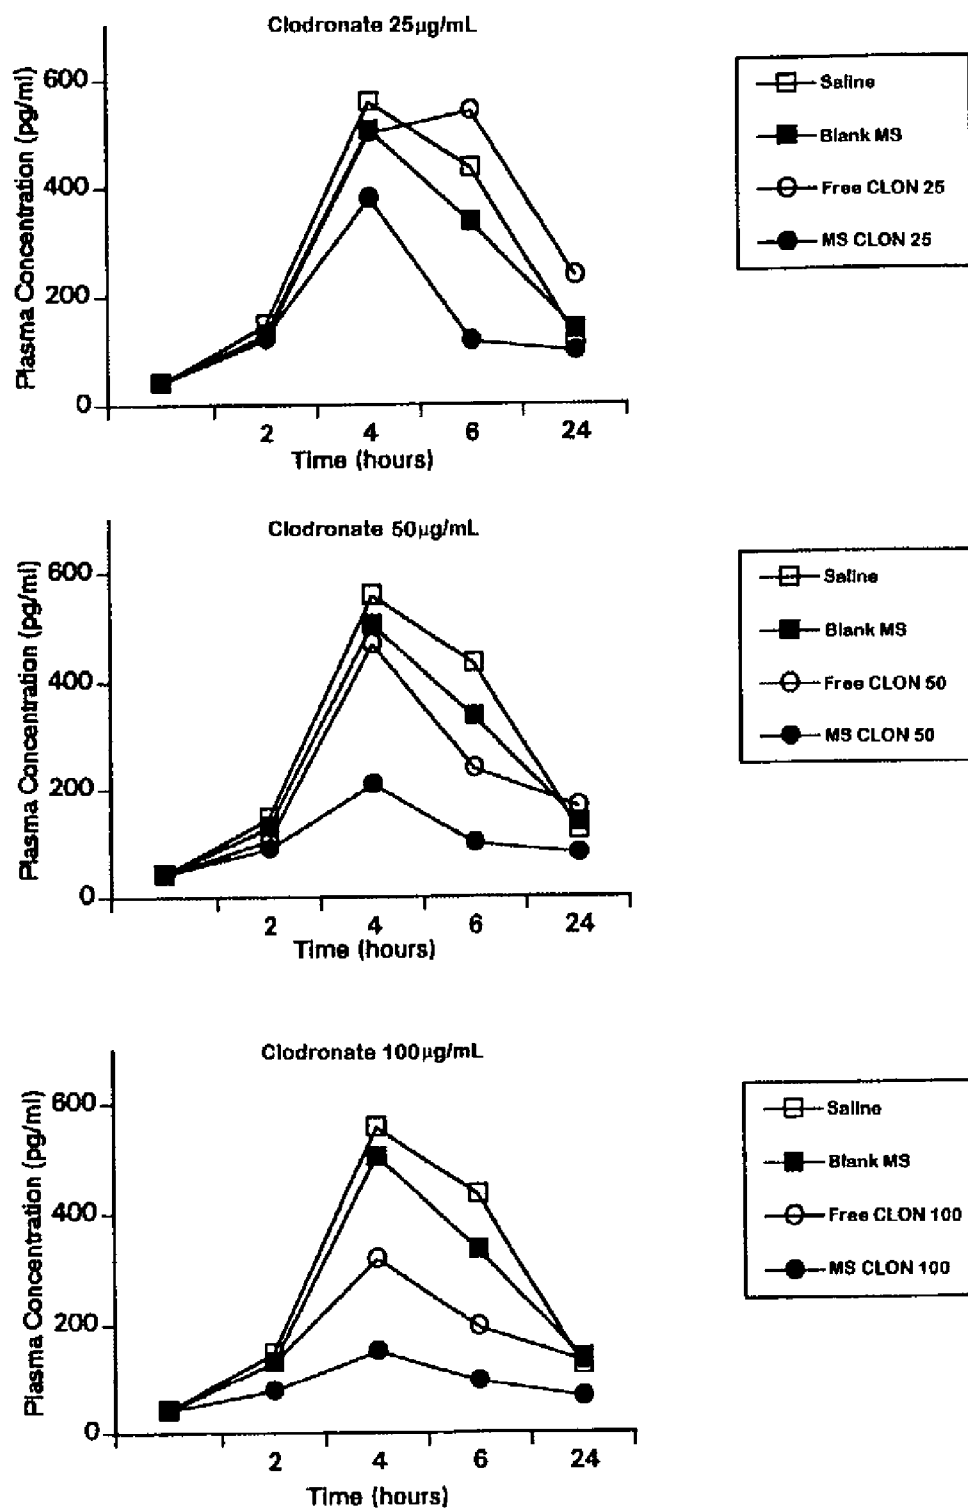 Clodronate 25µg/mL
Plasma Concentration (pg/ml)
600
400
200
0
2 4 6 24
Time (hours)
Saline
Blank MS
Free CLON 25
MS CLON 25
Clodronate 50µg/mL
Plasma Concentration (pg/ml)
600
400
200
0
2 4 6 24
Time (hours)
Saline
Blank MS
Free CLON 50
MS CLON 50
Clodronate 100µg/mL
Plasma Concentration (pg/ml)
600
400
200
0
2 4 6 24
Time (hours)
Saline
Blank MS
Free CLON 100
MS CLON 100